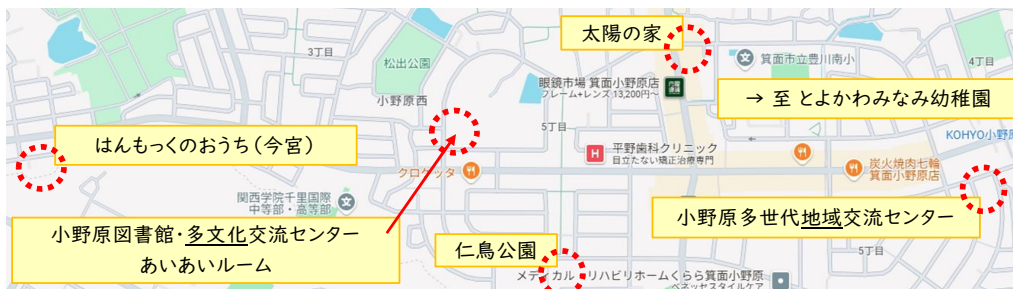 太陽の家
3丁目
松出公園
箕面市立豊川南小
4丁目
眼鏡市場 箕面小野原店
フレーム+レンズ 13,200円~
→ 至 とよかわみなみ幼稚園
小野原西
5丁目
はんもっくのおうち(今宮)
平野歯科クリニック
目立たない矯正治療専門
KOHYO小野原
クロケッタ
炭火焼肉七輪
箕面小野原店
関西学院千里国際
中等部・高等部
小野原多世代地域交流センター
小野原図書館・多文化交流センター
あいあいルーム
仁鳥公園
5丁目
メディカル・リハビリホームくらら箕面小野原
ベネッセスタイルケア